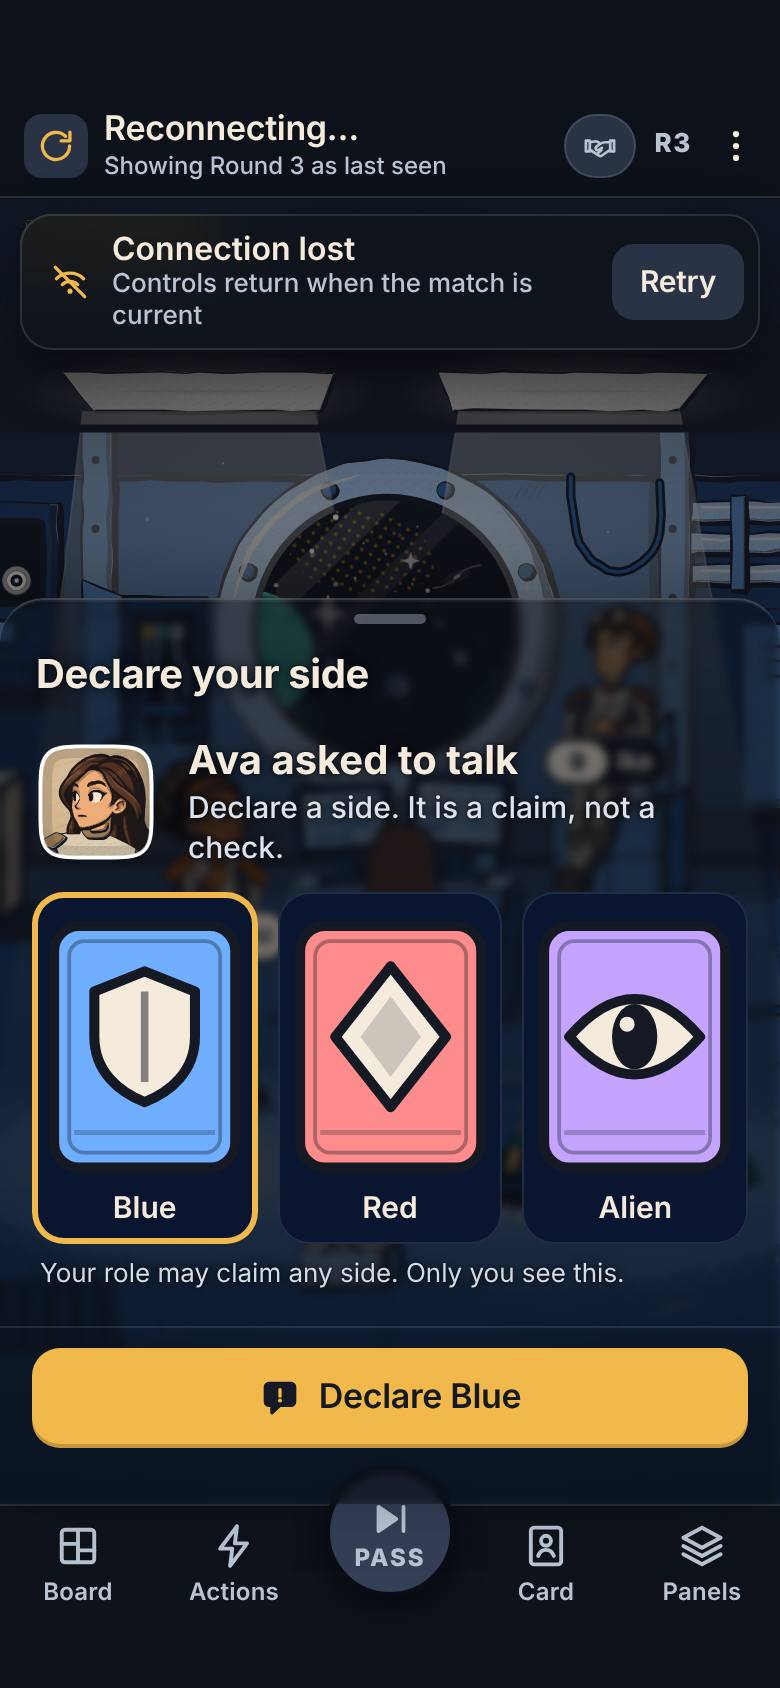 Reconnecting...
Showing Round 3 as last seen
R3
Connection lost
Controls return when the match is
current
Retry
Declare your side
Ava asked to talk
Declare a side. It is a claim, not a
check.
Blue
Red
Alien
Your role may claim any side. Only you see this.
Declare Blue
Board
Actions
PASS
Card
Panels